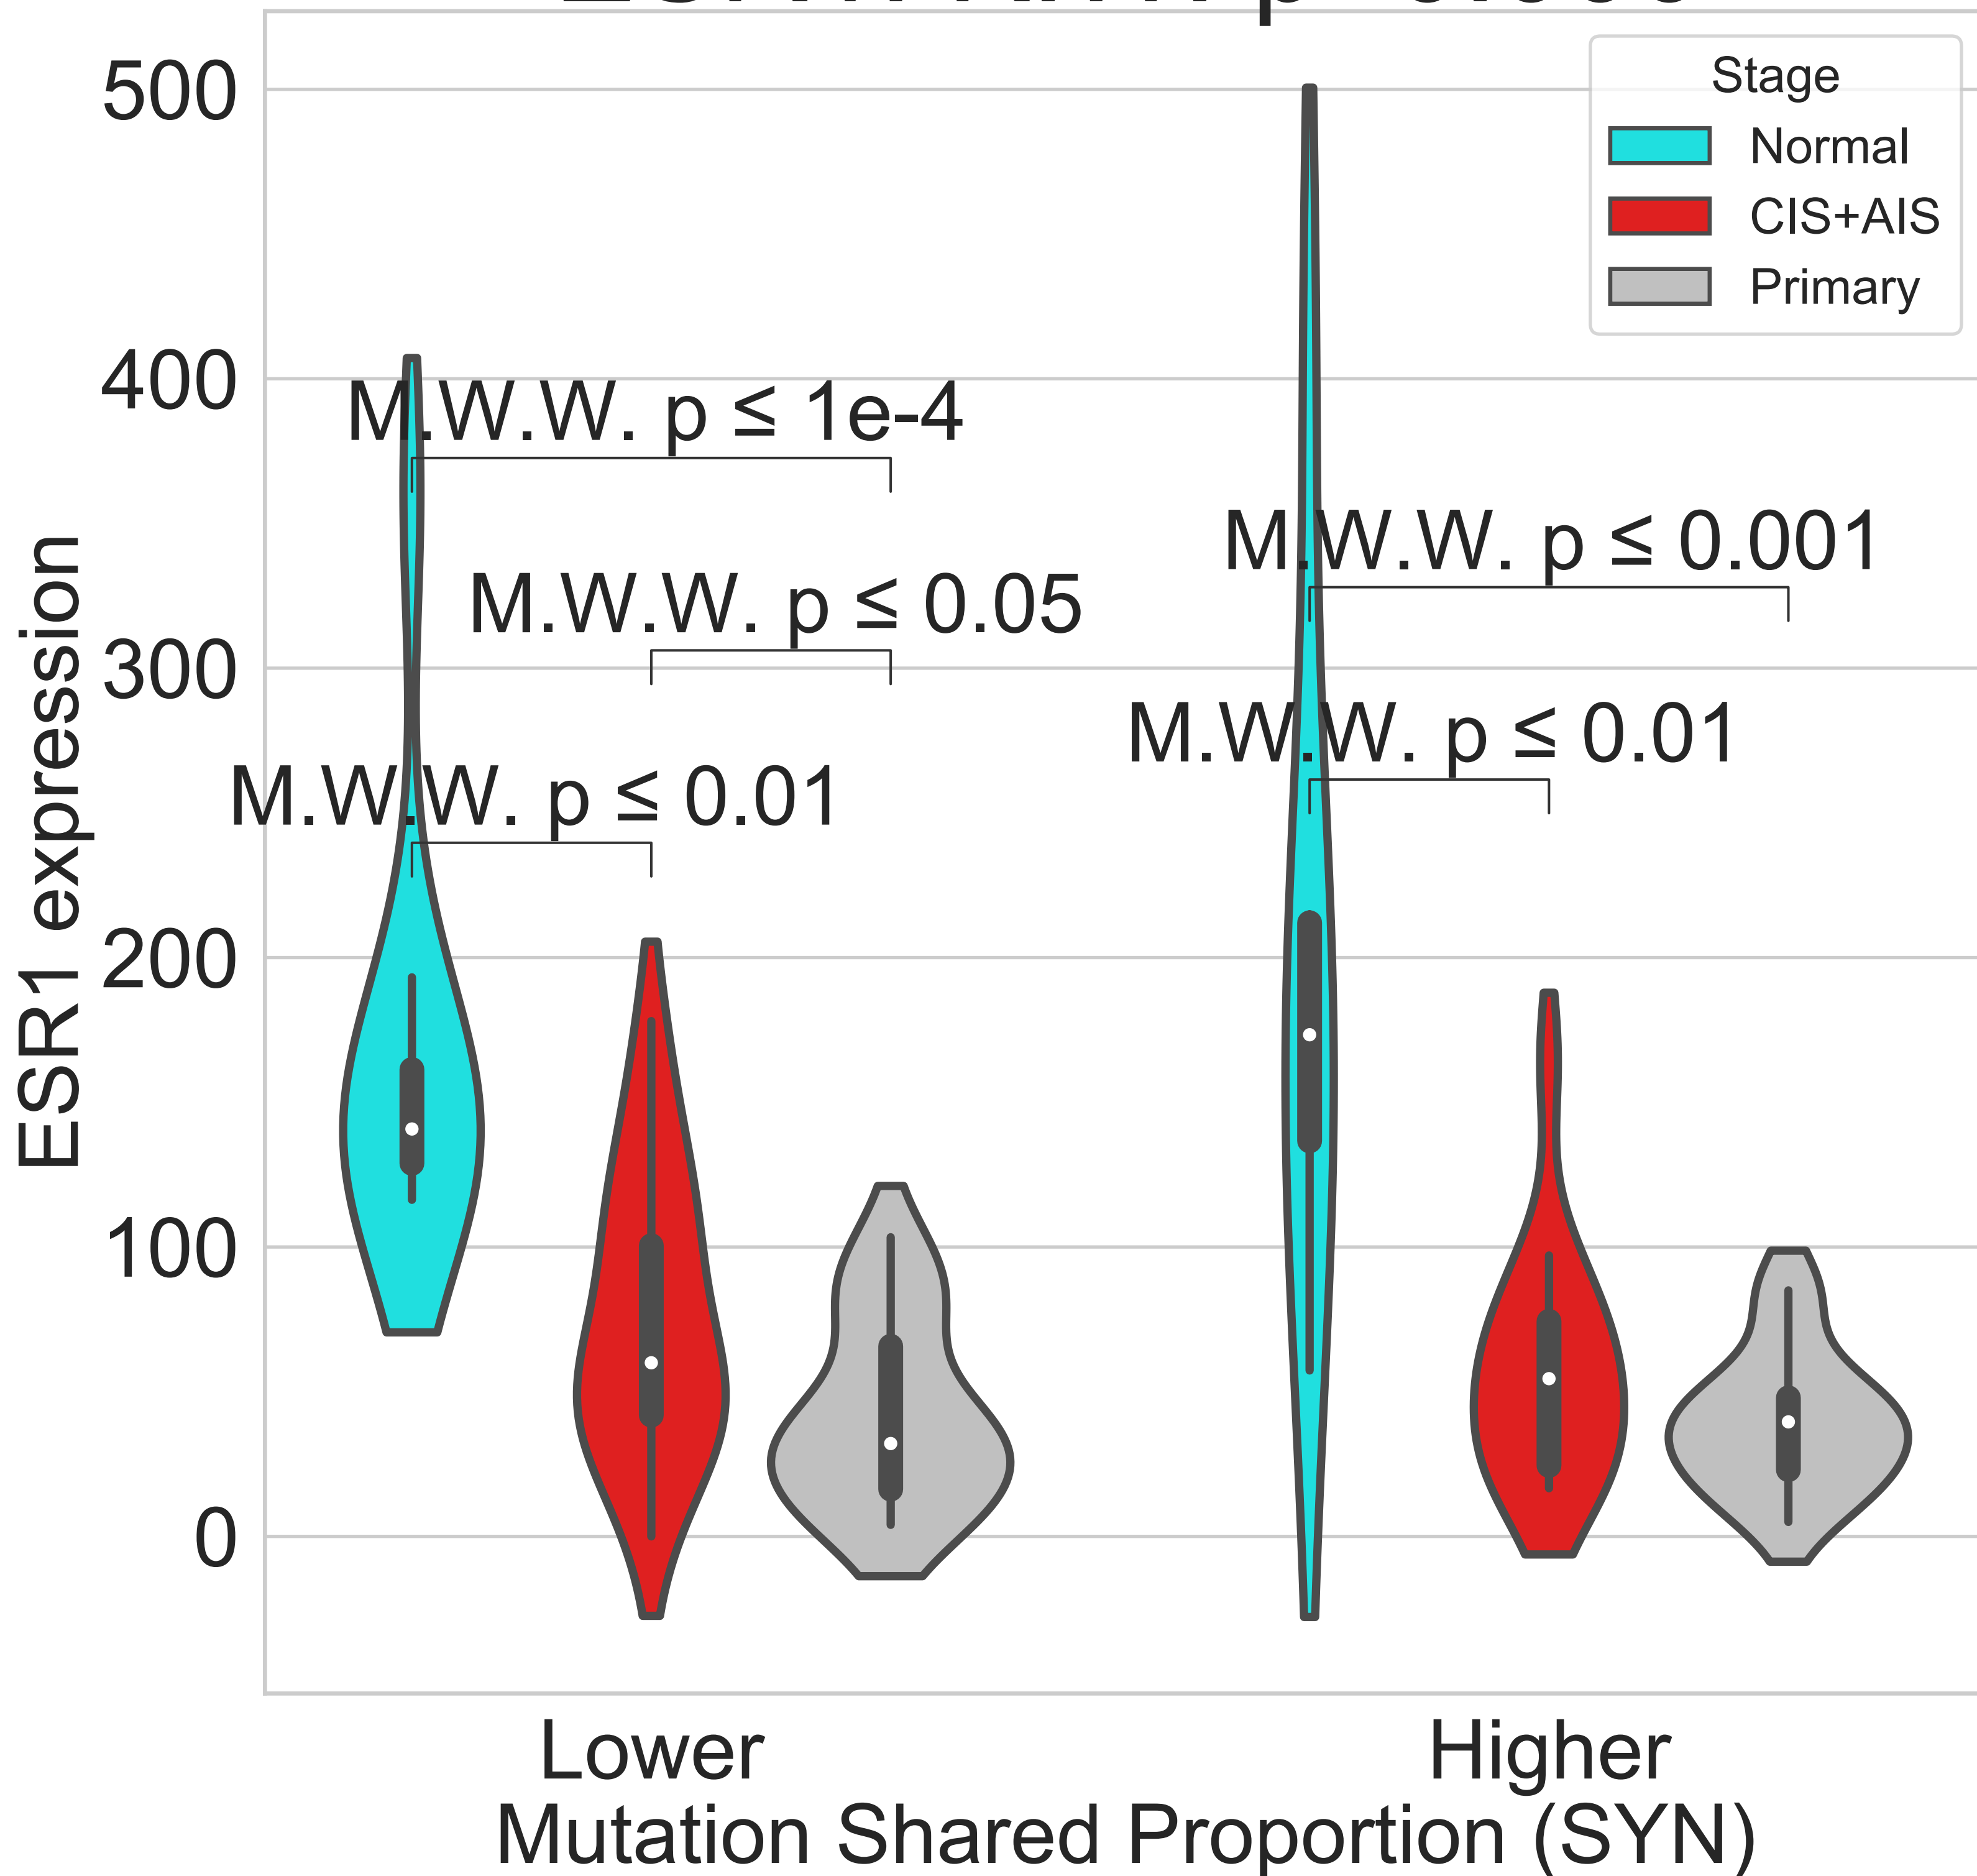 Stage
Normal
CIS+AIS
Primary
500
400
300
200
100
0
ESR1 expression
M.W.W. p ≤ 1e-4
M.W.W. p ≤ 0.05
M.W.W. p ≤ 0.01
M.W.W. p ≤ 0.001
M.W.W. p ≤ 0.01
Lower
Higher
Mutation Shared Proportion (SYN)